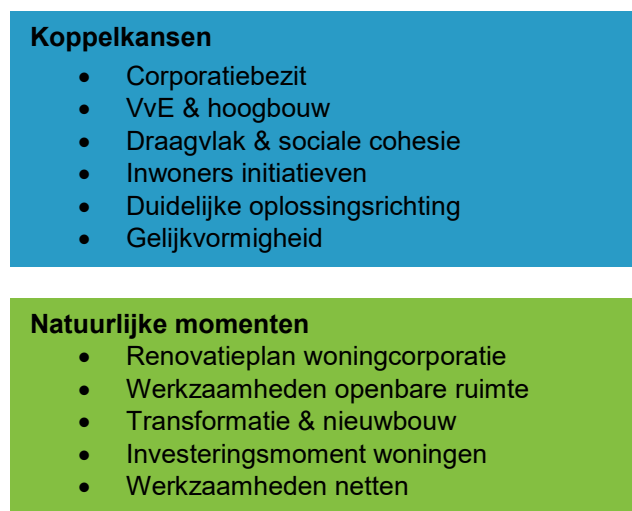 Koppelkansen
• Corporatiebezit
• VvE & hoogbouw
• Draagvlak & sociale cohesie
• Inwoners initiatieven
• Duidelijke oplossingsrichting
• Gelijkvormigheid
Natuurlijke momenten
• Renovatieplan woningcorporatie
• Werkzaamheden openbare ruimte
• Transformatie & nieuwbouw
• Investeringsmoment woningen
• Werkzaamheden netten